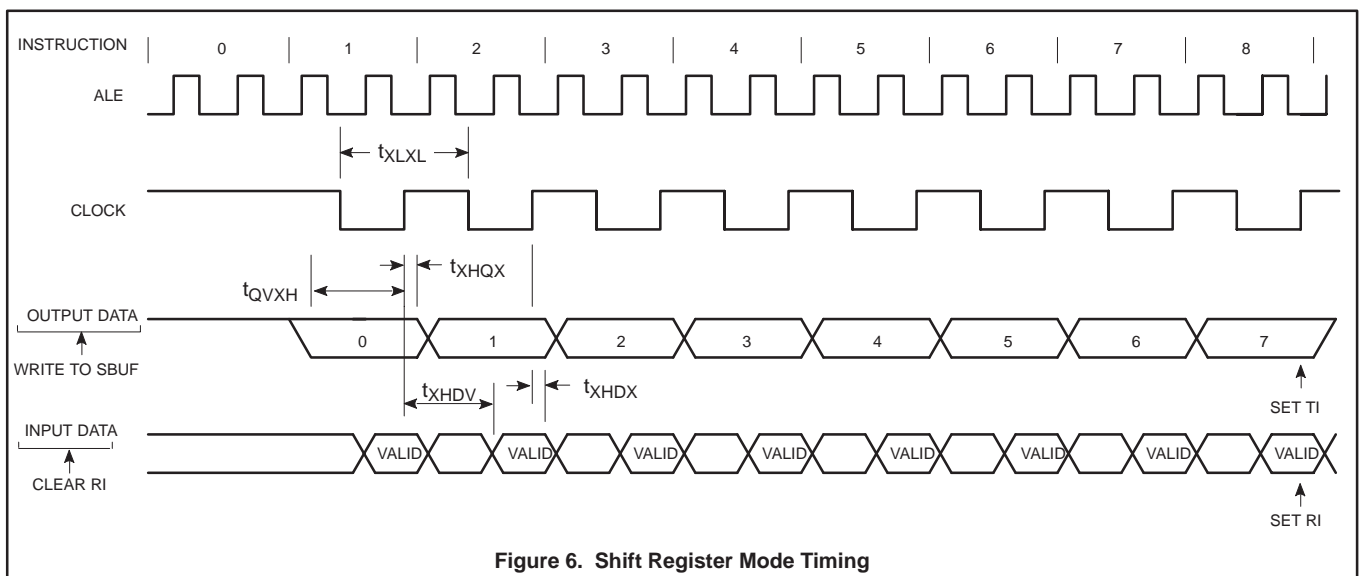 INSTRUCTION 0 1 2 3 4 5 6 7 8
ALE
tXLXL
CLOCK
tXHQX
tQVXH
OUTPUT DATA
0 1 2 3 4 5 6 7
WRITE TO SBUF
tXHDV
tXHDX
SET TI
INPUT DATA
VALID VALID VALID VALID VALID VALID VALID VALID
CLEAR RI
SET RI
Figure 6. Shift Register Mode Timing